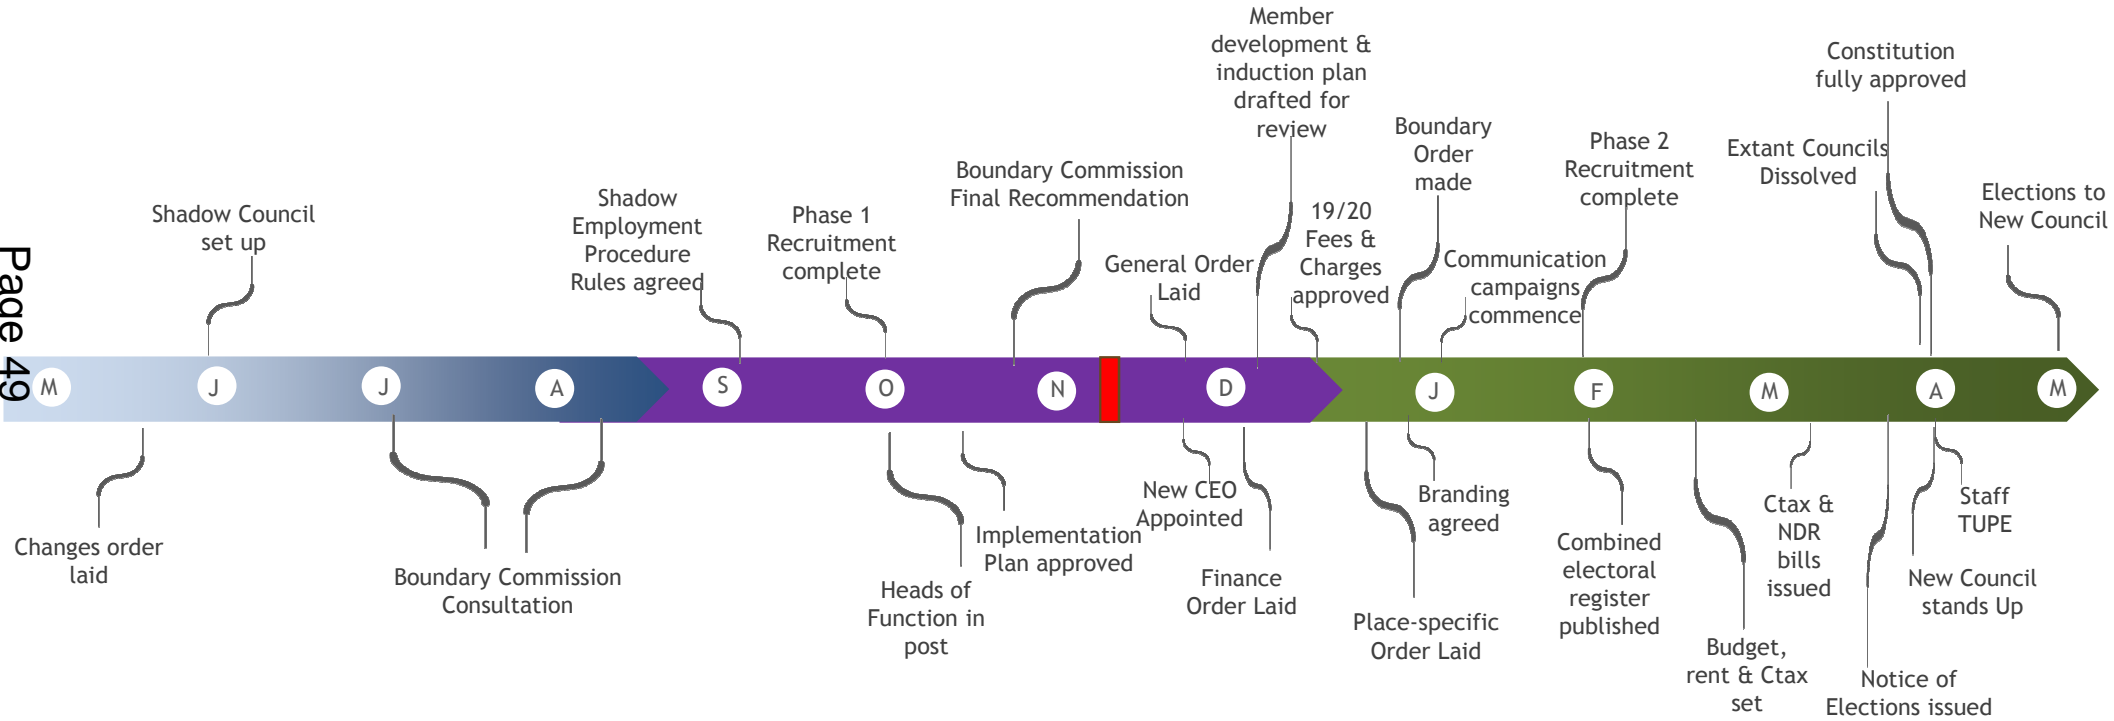 Member
development &
induction plan
drafted for
review
Constitution
fully approved
Boundary
Order
made
Phase 2
Recruitment
complete
Extant Councils
Dissolved
Boundary Commission
Final Recommendation
Elections to
New Council
Shadow
Employment
Procedure
Rules agreed
Shadow Council
set up
Phase 1
Recruitment
complete
19/20
Fees &
Charges
approved
General Order
Laid
Communication
campaigns
commence
Page 49
M J J A S O N D J F M A M
Changes order
laid
Boundary Commission
Consultation
Heads of
Function in
post
Implementation
Plan approved
New CEO
Appointed
Finance
Order Laid
Place-specific
Order Laid
Branding
agreed
Combined
electoral
register
published
Budget,
rent & Ctax
set
Ctax &
NDR
bills
issued
Notice of
Elections issued
New Council
stands Up
Staff
TUPE